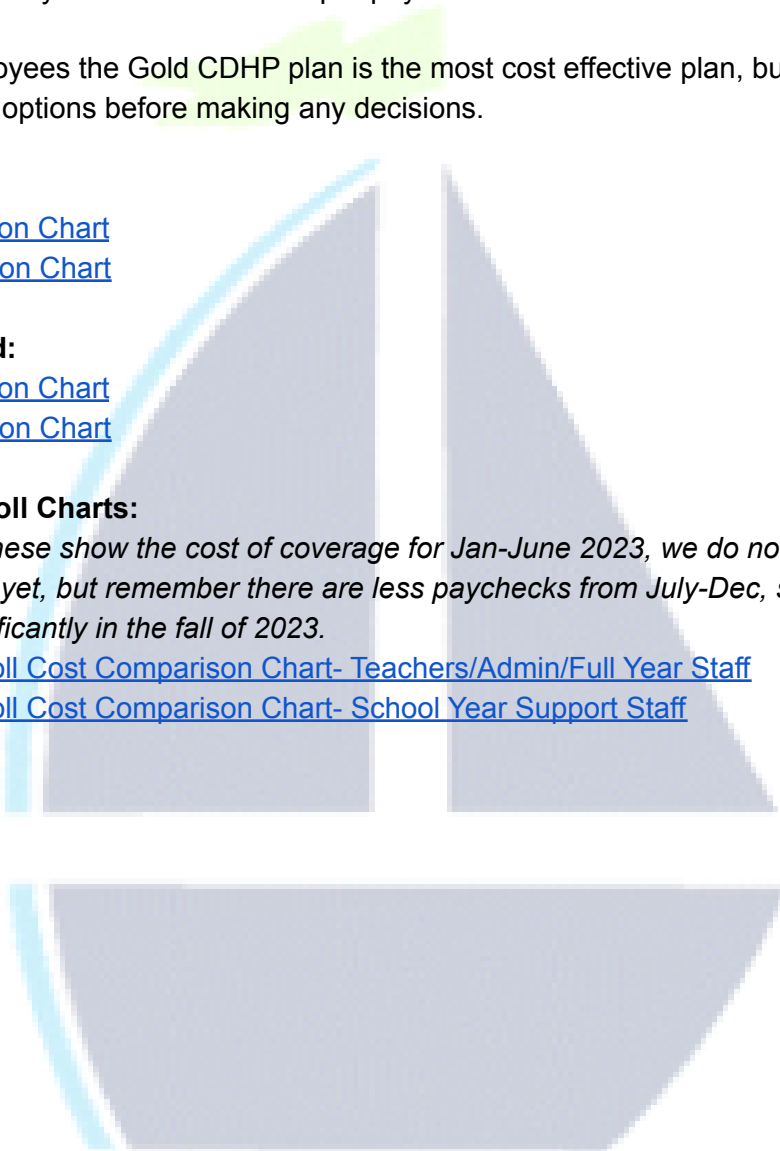 oyees the Gold CDHP plan is the most cost effective plan, bu
options before making any decisions.
on Chart
on Chart
d:
on Chart
on Chart
oll Charts:
hese show the cost of coverage for Jan-June 2023, we do no
yet, but remember there are less paychecks from July-Dec, s
ficantly in the fall of 2023.
oll Cost Comparison Chart- Teachers/Admin/Full Year Staff
oll Cost Comparison Chart- School Year Support Staff